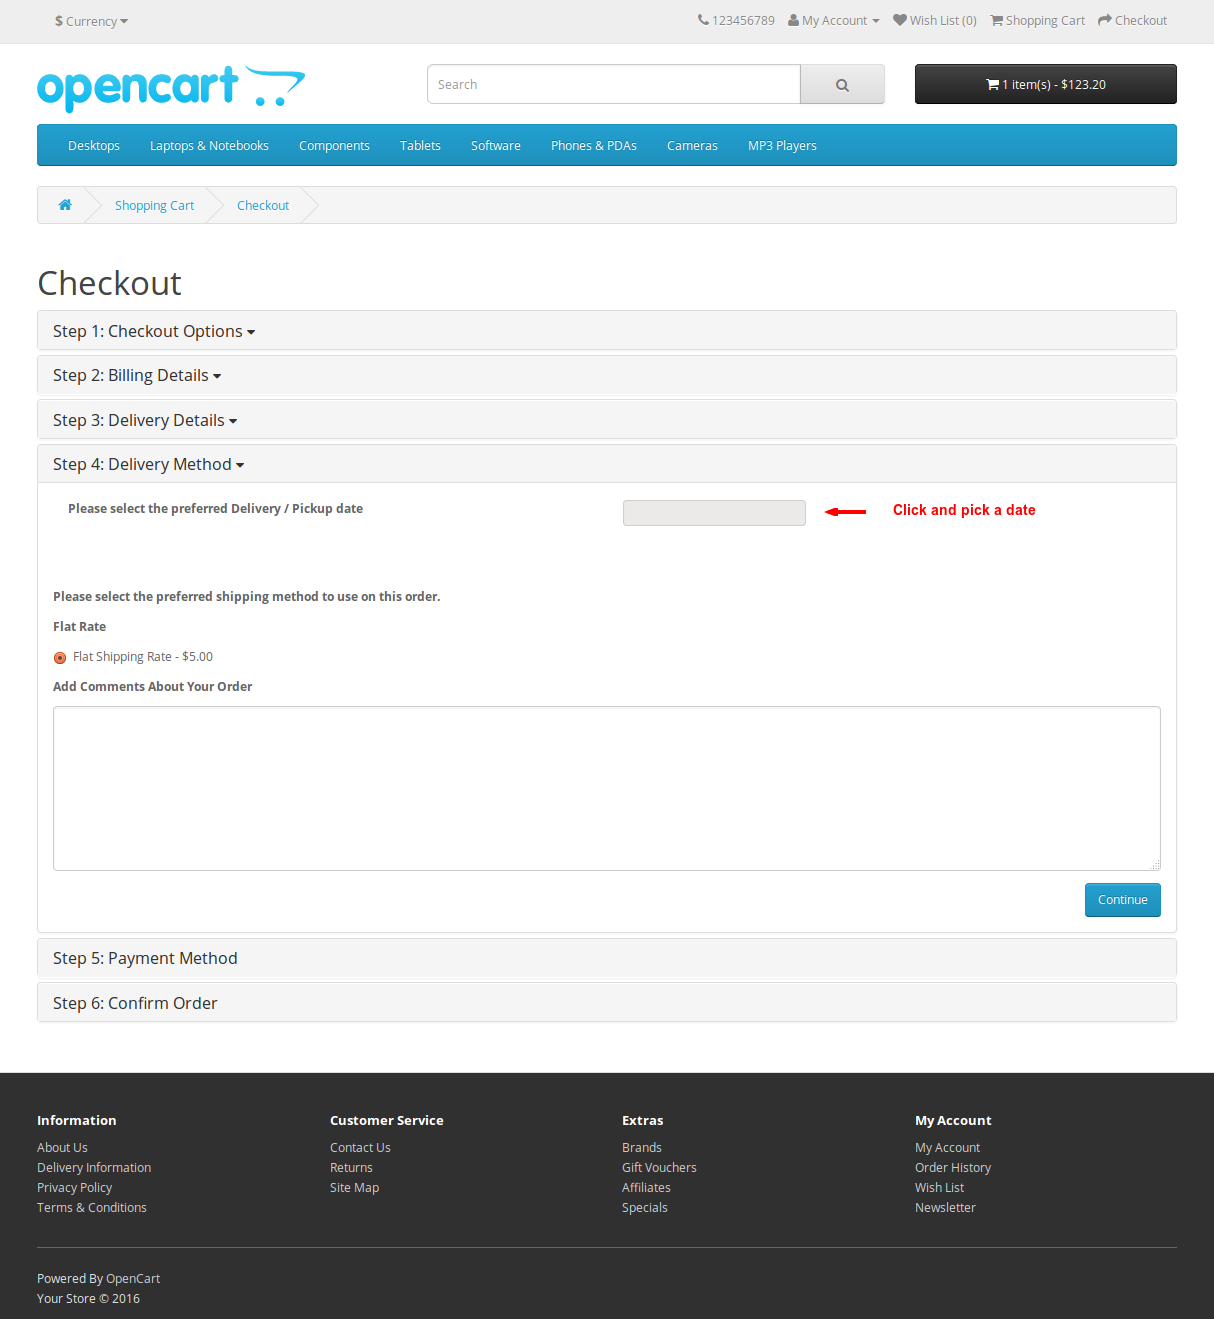 $ Currency
123456789 My Account Wish List (0) Shopping Cart Checkout
opencart
Search
1 item(s) - $123.20
Desktops Laptops & Notebooks Components Tablets Software Phones & PDAs Cameras MP3 Players
Shopping Cart Checkout
Checkout
Step 1: Checkout Options
Step 2: Billing Details
Step 3: Delivery Details
Step 4: Delivery Method
Please select the preferred Delivery / Pickup date
Click and pick a date
Please select the preferred shipping method to use on this order.
Flat Rate
Flat Shipping Rate - $5.00
Add Comments About Your Order
Continue
Step 5: Payment Method
Step 6: Confirm Order
Information
About Us
Delivery Information
Privacy Policy
Terms & Conditions
Customer Service
Contact Us
Returns
Site Map
Extras
Brands
Gift Vouchers
Affiliates
Specials
My Account
My Account
Order History
Wish List
Newsletter
Powered By OpenCart
Your Store © 2016